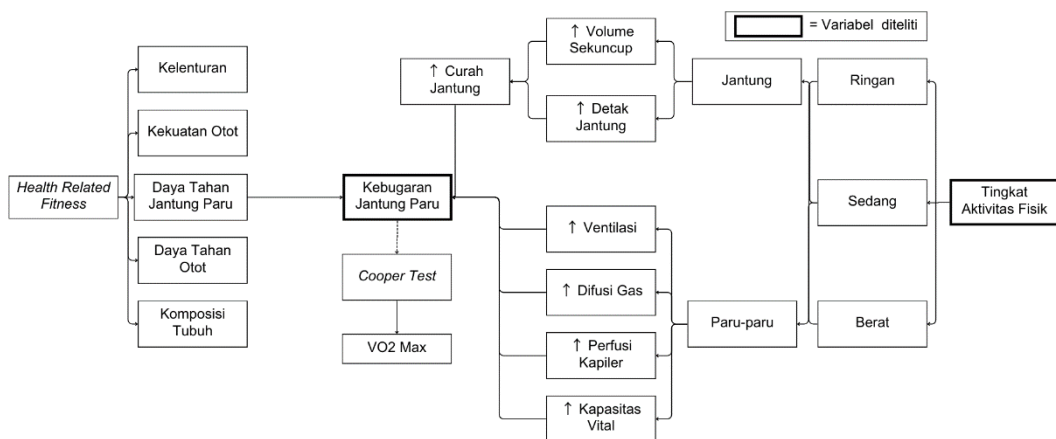 = Variabel diteliti
Health Related
Fitness
Kelenturan
Kekuatan Otot
Daya Tahan
Jantung Paru
Daya Tahan
Otot
Komposisi
Tubuh
Kebugaran
Jantung Paru
Cooper Test
VO2 Max
↑ Curah
Jantung
↑ Volume
Sekuncup
↑ Detak
Jantung
↑ Ventilasi
↑ Difusi Gas
↑ Perfusi
Kapiler
↑ Kapasitas
Vital
Jantung
Paru-paru
Ringan
Sedang
Berat
Tingkat
Aktivitas Fisik